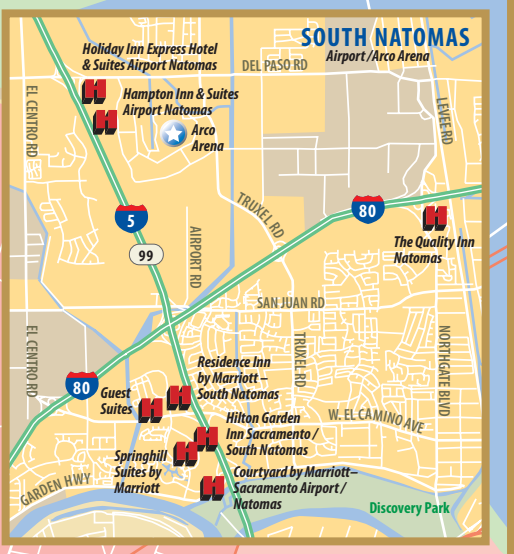 SOUTH NATOMAS
Airport/Arco Arena
Holiday Inn Express Hotel
& Suites Airport Natomas
DEL PASO RD
EL CENTRO RD
Hampton Inn & Suites
Airport Natomas
Arco
Arena
LEVEE RD
TRUXEL RD
5
80
99
AIRPORT RD
The Quality Inn
Natomas
SAN JUAN RD
EL CENTRO RD
TRUXEL RD
NORTHGATE BLVD
80
Residence Inn
by Marriott –
South Natomas
Guest
Suites
W. EL CAMINO AVE
Hilton Garden
Inn Sacramento /
South Natomas
Springhill
Suites by
Marriott
Courtyard by Marriott–
Sacramento Airport /
Natomas
GARDEN HWY
Discovery Park